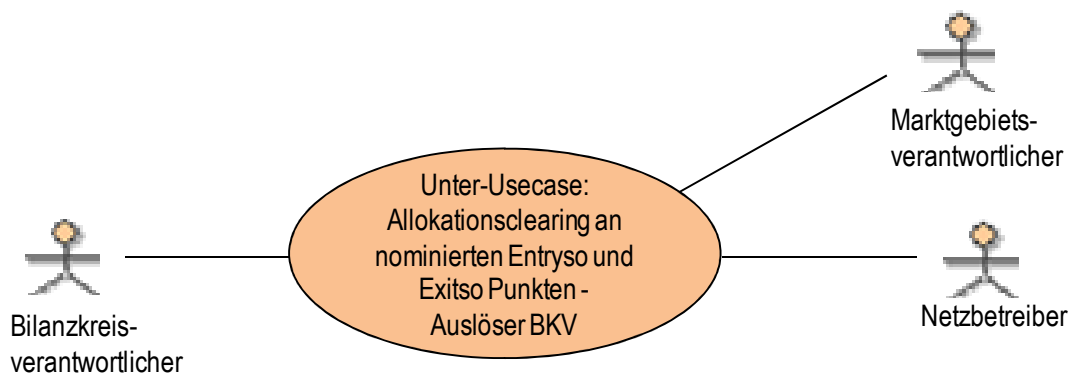 Marktgebiets-
verantwortlicher
Unter-Usecase:
Allokationsclearing an
nominierten Entryso und
Exitso Punkten -
Auslöser BKV
Bilanzkreis-
verantwortlicher
Netzbetreiber